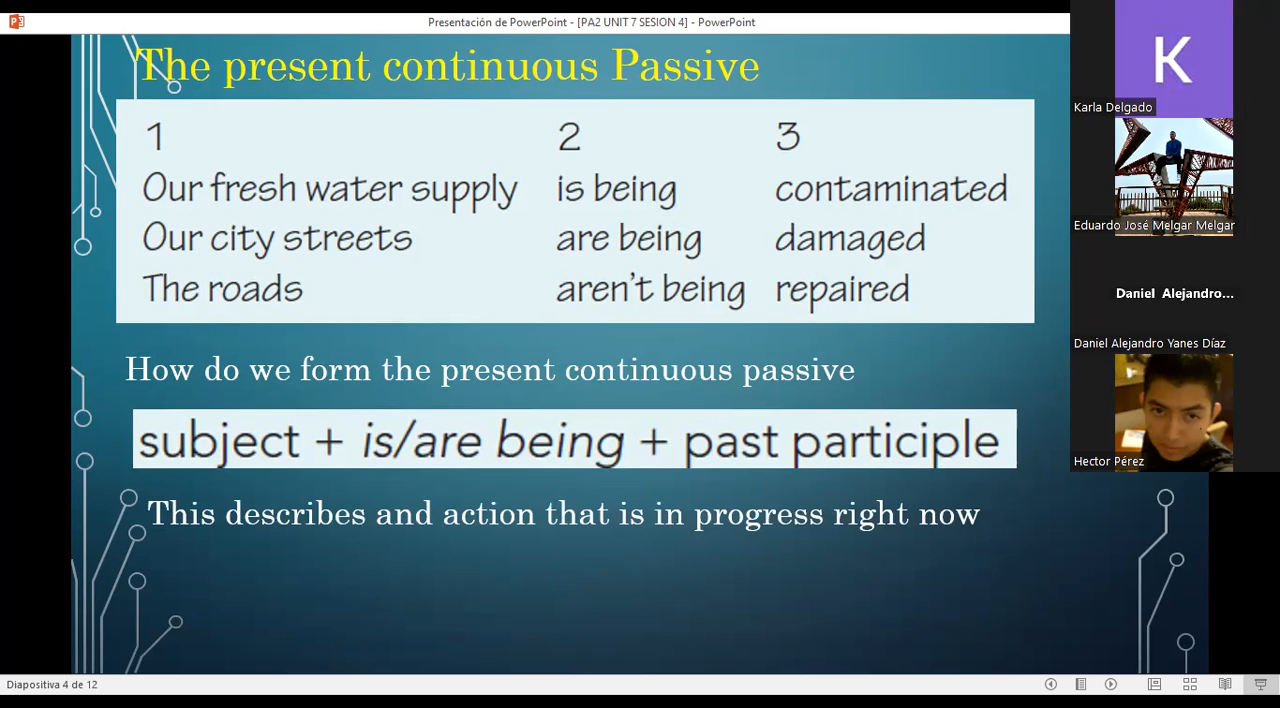 Presentación de PowerPoint - [PA2 UNIT 7 SESION 4] - PowerPoint
The present continuous Passive
1 2 3
Our fresh water supply is being contaminated
Our city streets are being damaged
The roads aren't being repaired
How do we form the present continuous passive
subject + is/are being + past participle
This describes and action that is in progress right now
K
Karla Delgado
Eduardo José Melgar Melgar
Daniel Alejandro...
Daniel Alejandro Yanes Díaz
Hector Pérez
Diapositiva 4 de 12